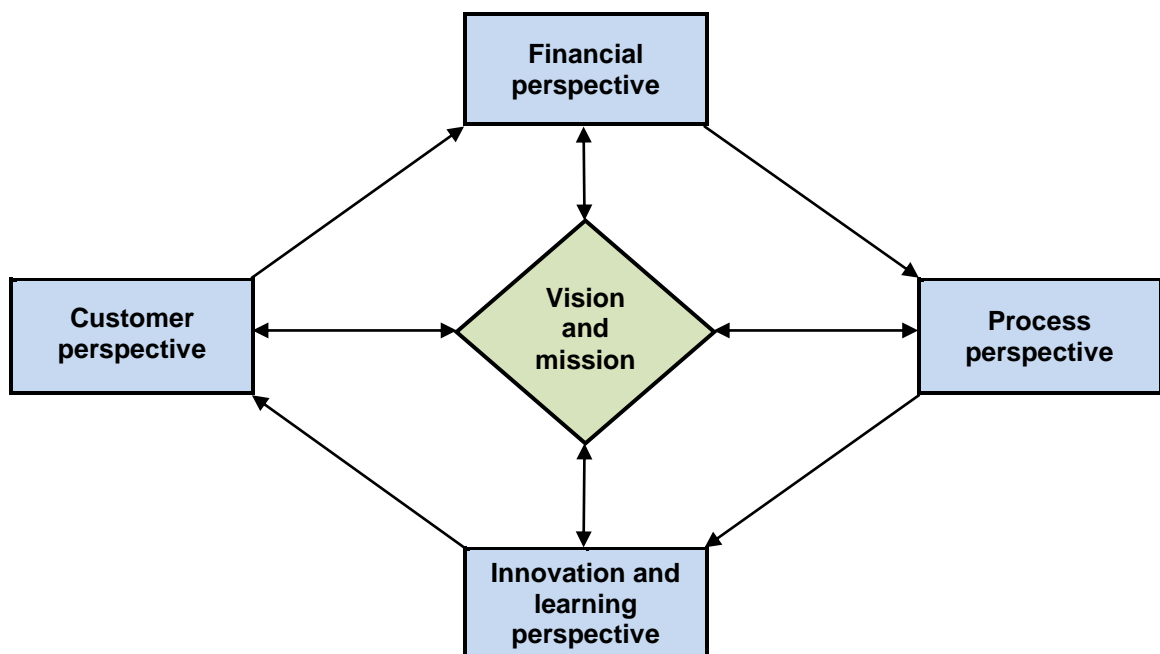 Financial
perspective
Customer
perspective
Vision
and
mission
Process
perspective
Innovation and
learning
perspective